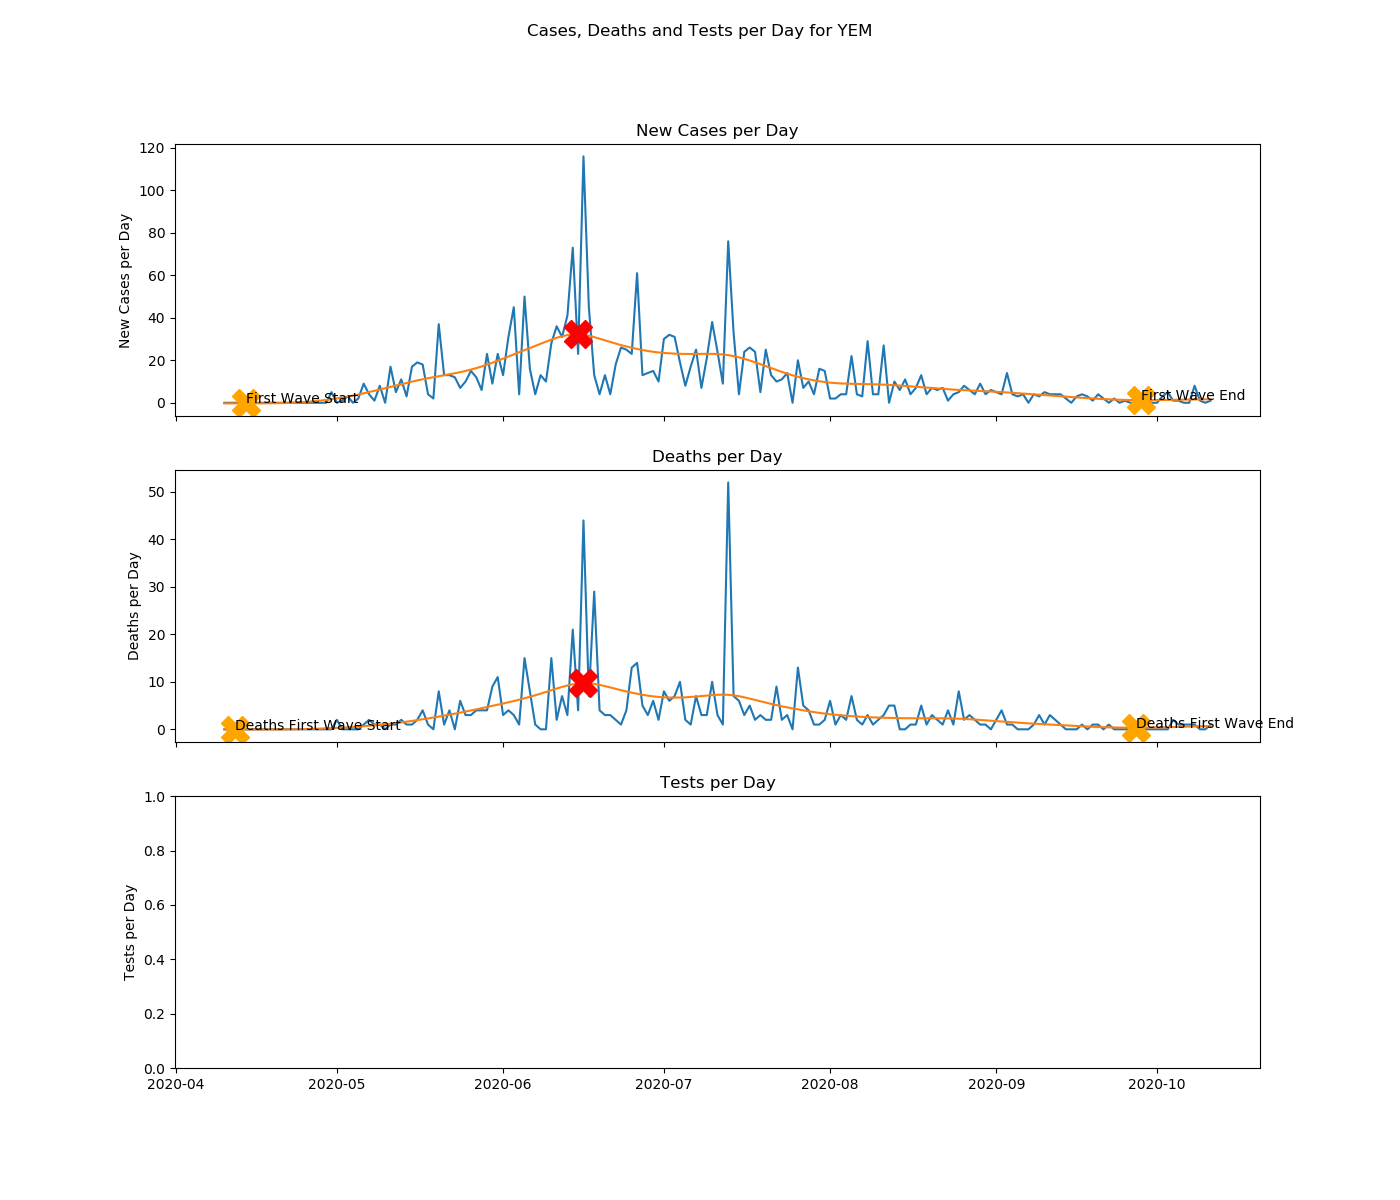 Cases, Deaths and Tests per Day for YEM
New Cases per Day
New Cases per Day
120
100
80
60
40
20
0
First Wave Start
First Wave End
Deaths per Day
Deaths per Day
50
40
30
20
10
0
Deaths First Wave Start
Deaths First Wave End
Tests per Day
Tests per Day
1.0
0.8
0.6
0.4
0.2
0.0
2020-04 2020-05 2020-06 2020-07 2020-08 2020-09 2020-10